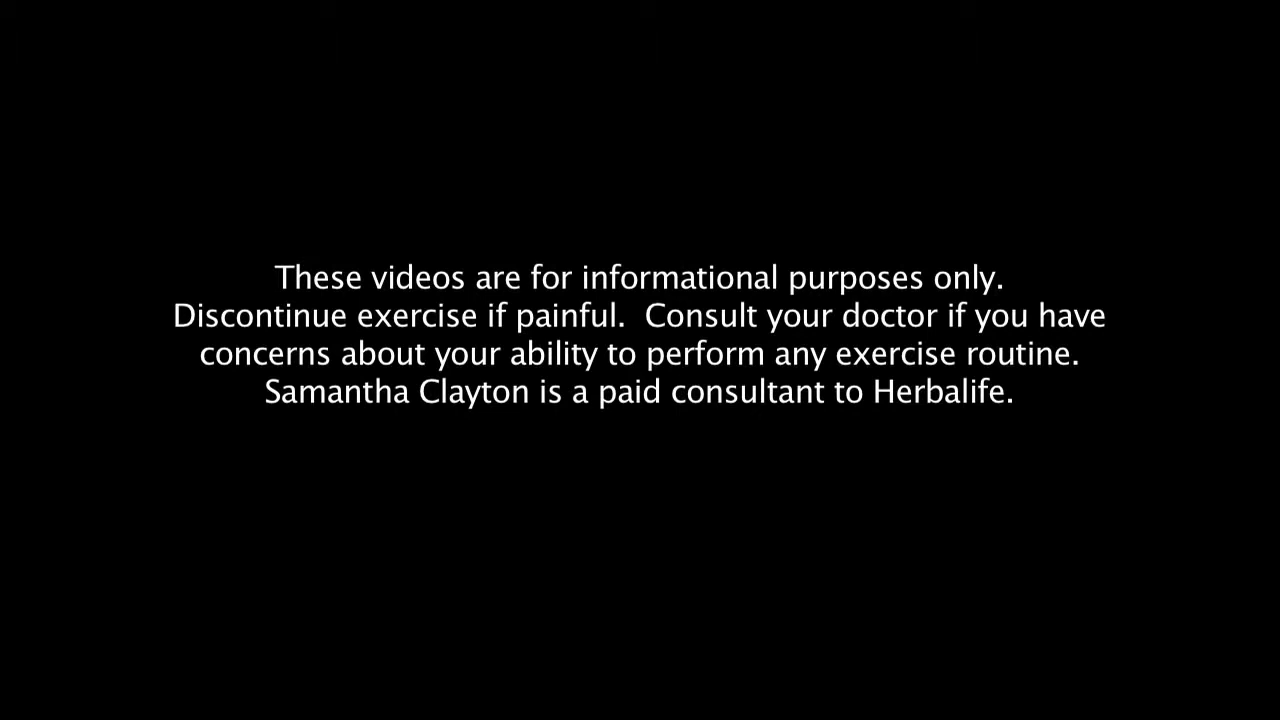 These videos are for informational purposes only.
Discontinue exercise if painful.  Consult your doctor if you have
concerns about your ability to perform any exercise routine.
Samantha Clayton is a paid consultant to Herbalife.